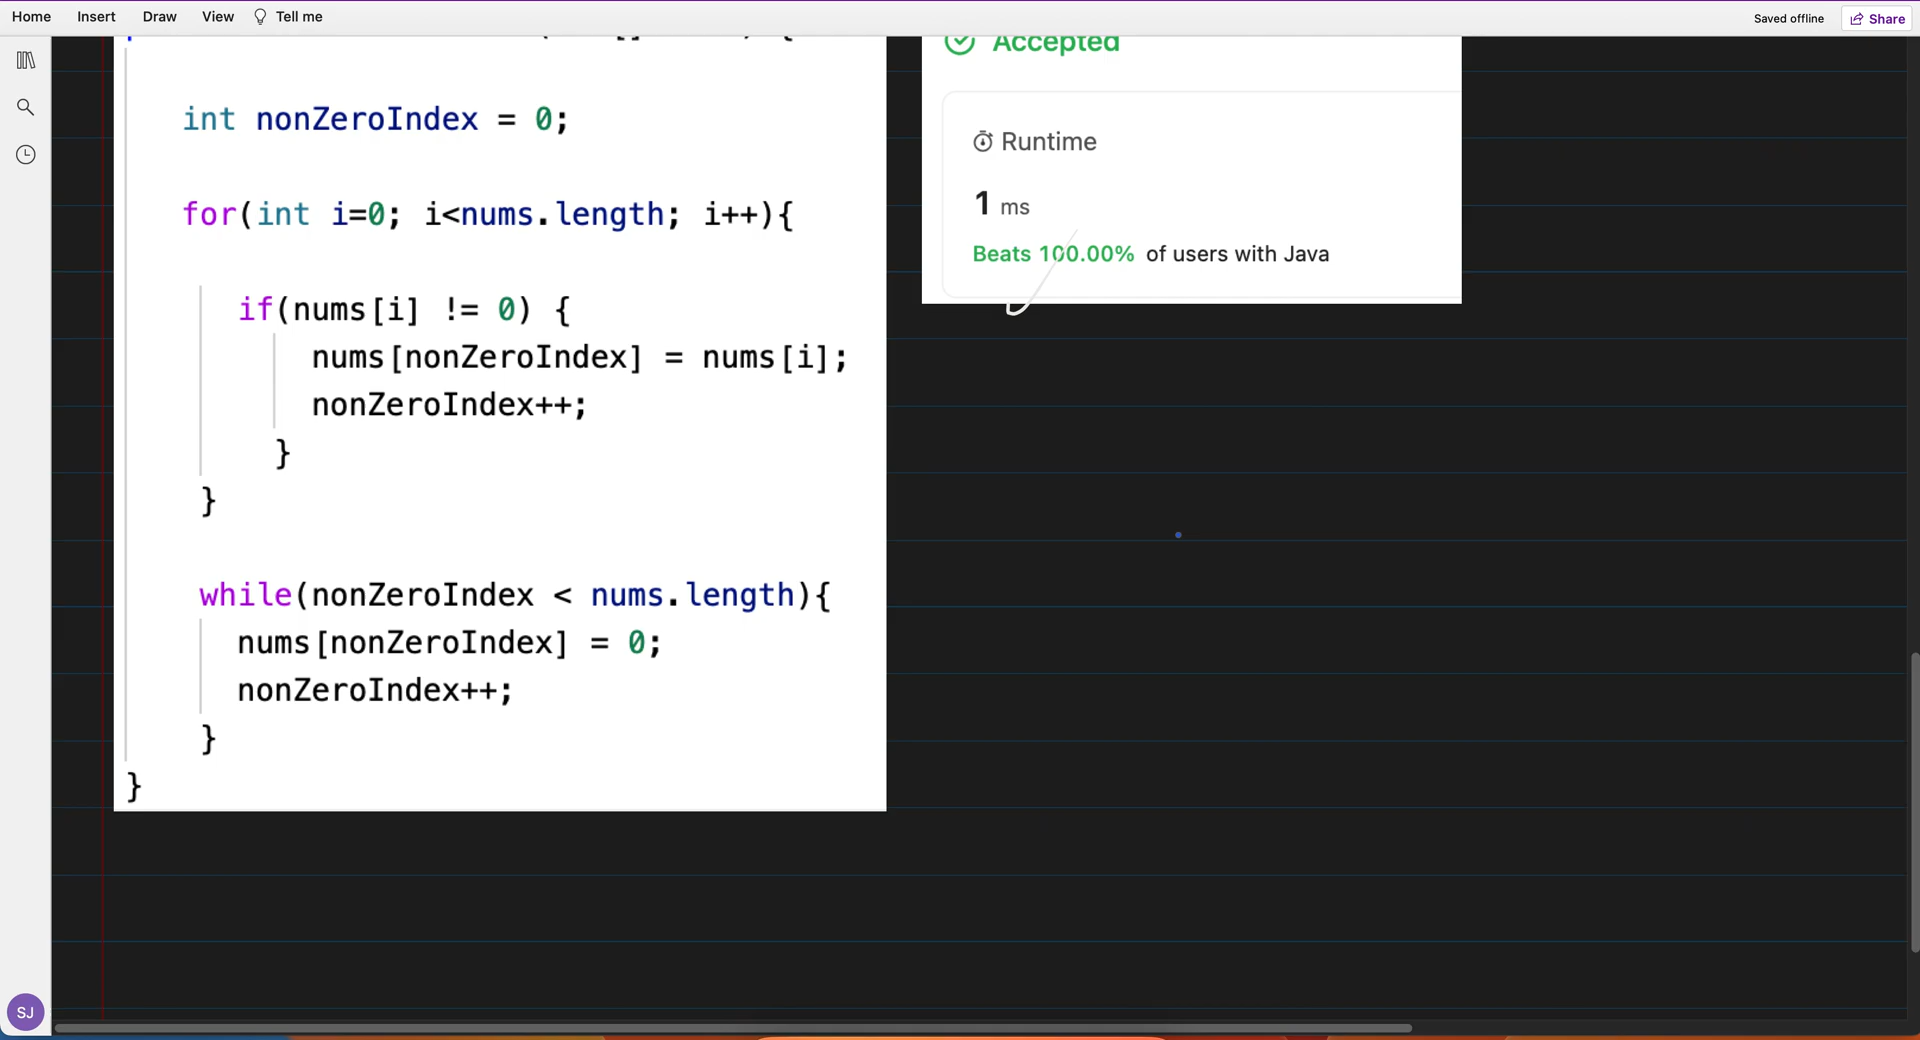 Home Insert Draw View Tell me Saved offline Share
int nonZeroIndex = 0;
for(int i=0; i<nums.length; i++){
if(nums[i] != 0) {
nums[nonZeroIndex] = nums[i];
nonZeroIndex++;
}
}
while(nonZeroIndex < nums.length){
nums[nonZeroIndex] = 0;
nonZeroIndex++;
}
}
Accepted
Runtime
1 ms
Beats 100.00% of users with Java
SJ